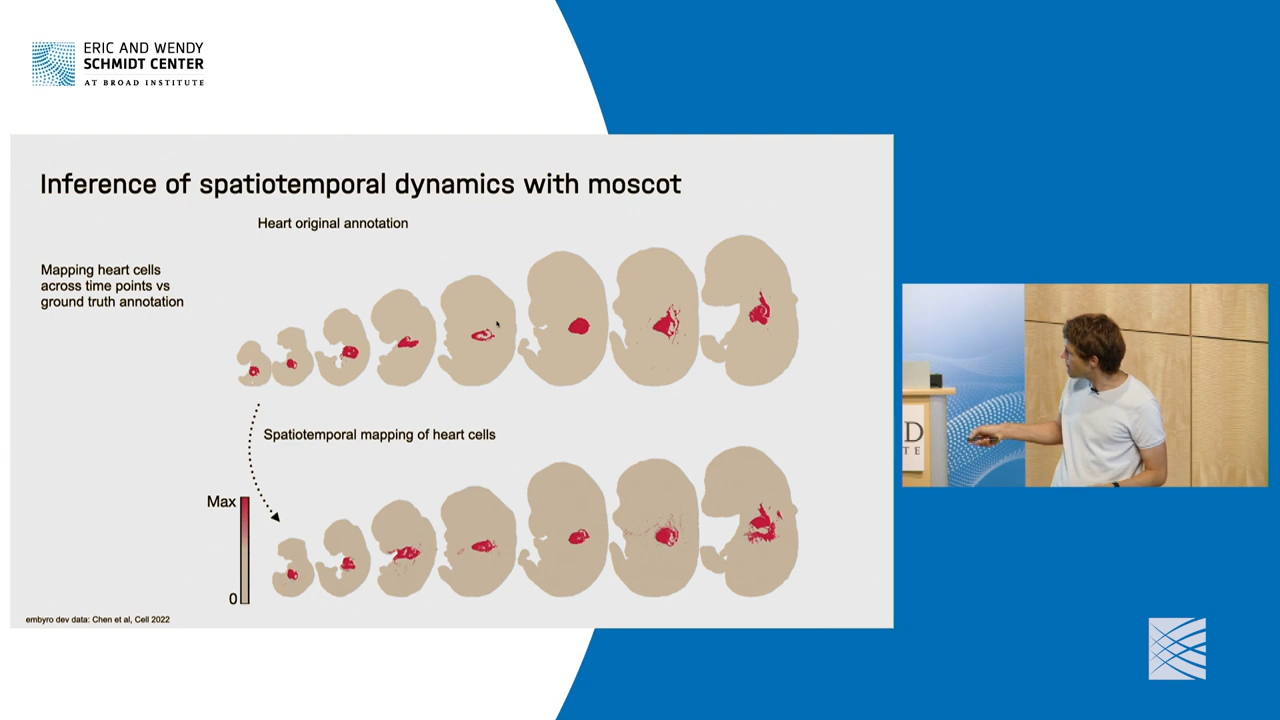 ERIC AND WENDY
SCHMIDT CENTER
AT BROAD INSTITUTE
Inference of spatiotemporal dynamics with moscot
Heart original annotation
Mapping heart cells
across time points vs
ground truth annotation
Spatiotemporal mapping of heart cells
Max
0
embyro dev data: Chen et al, Cell 2022
D
TE